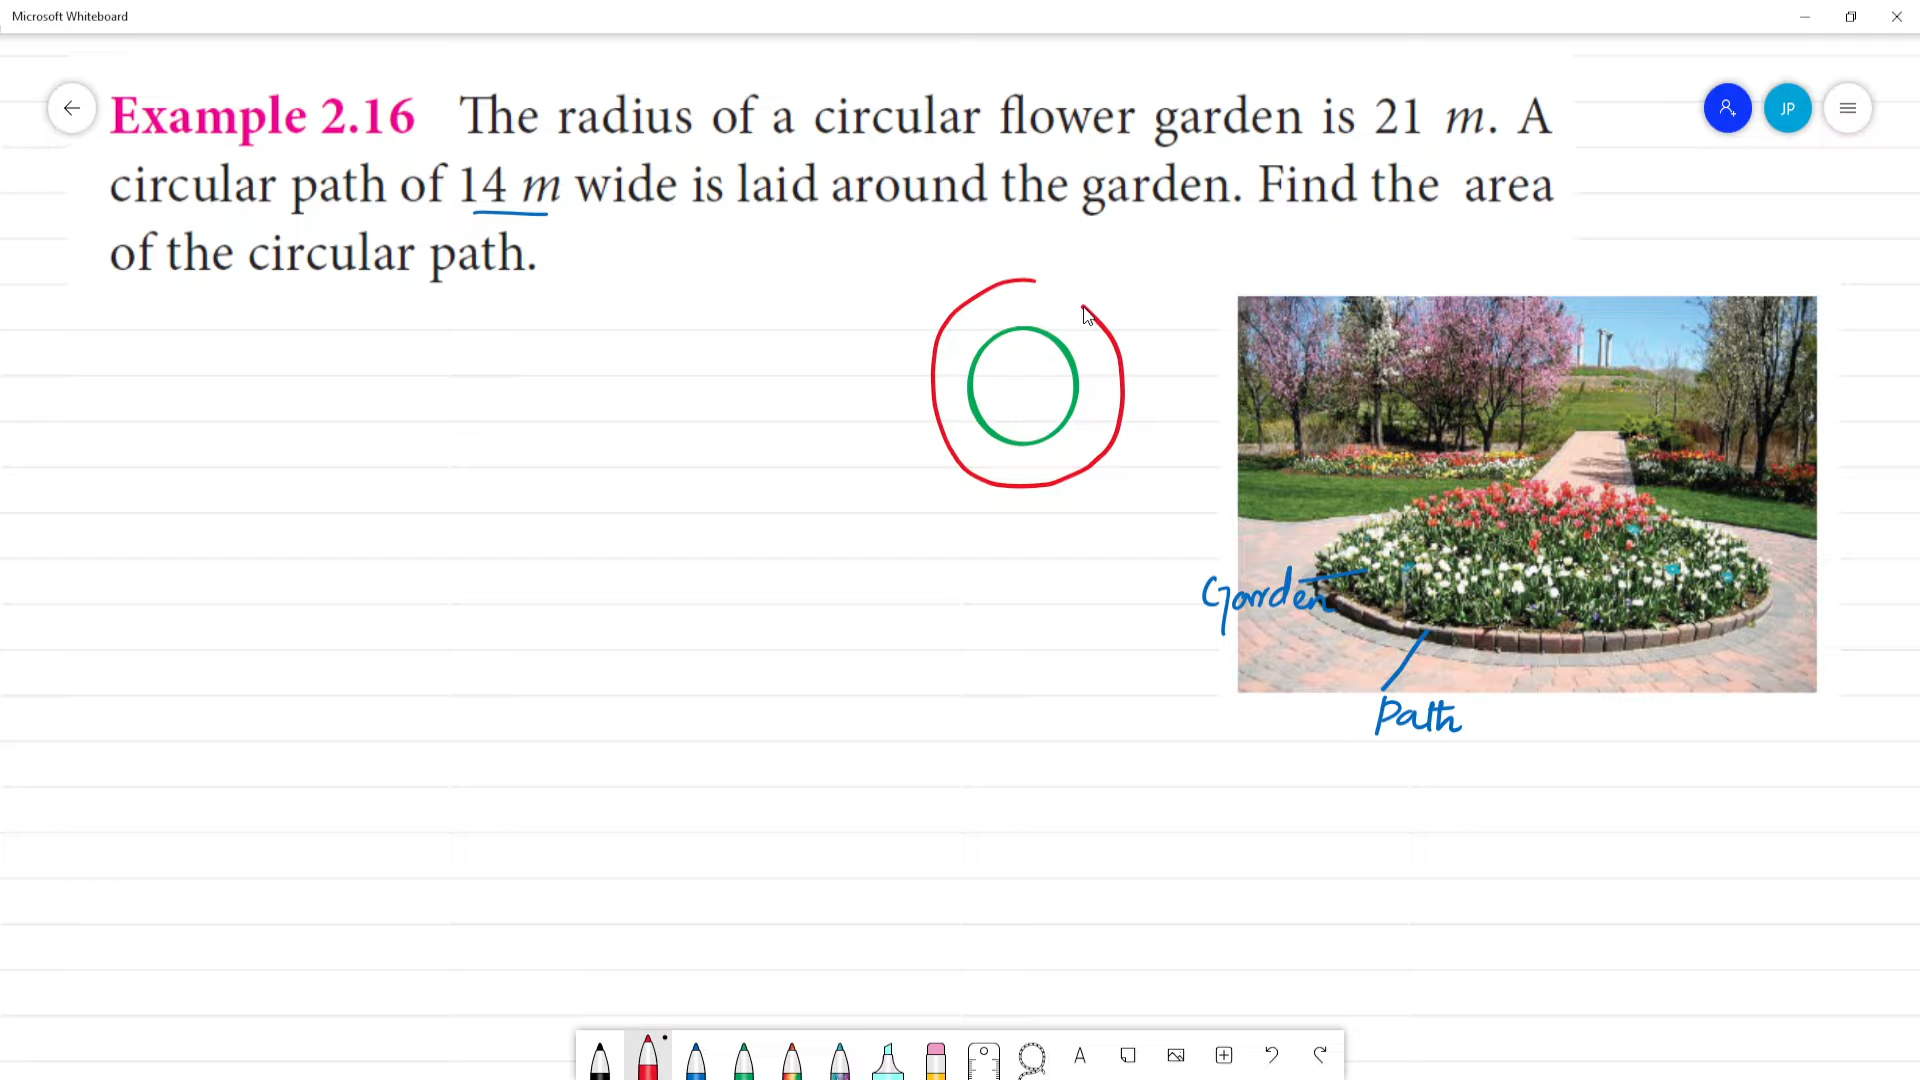 Microsoft Whiteboard
Example 2.16 The radius of a circular flower garden is 21 m. A
circular path of 14 m wide is laid around the garden. Find the area
of the circular path.
JP
Garden
Path
A